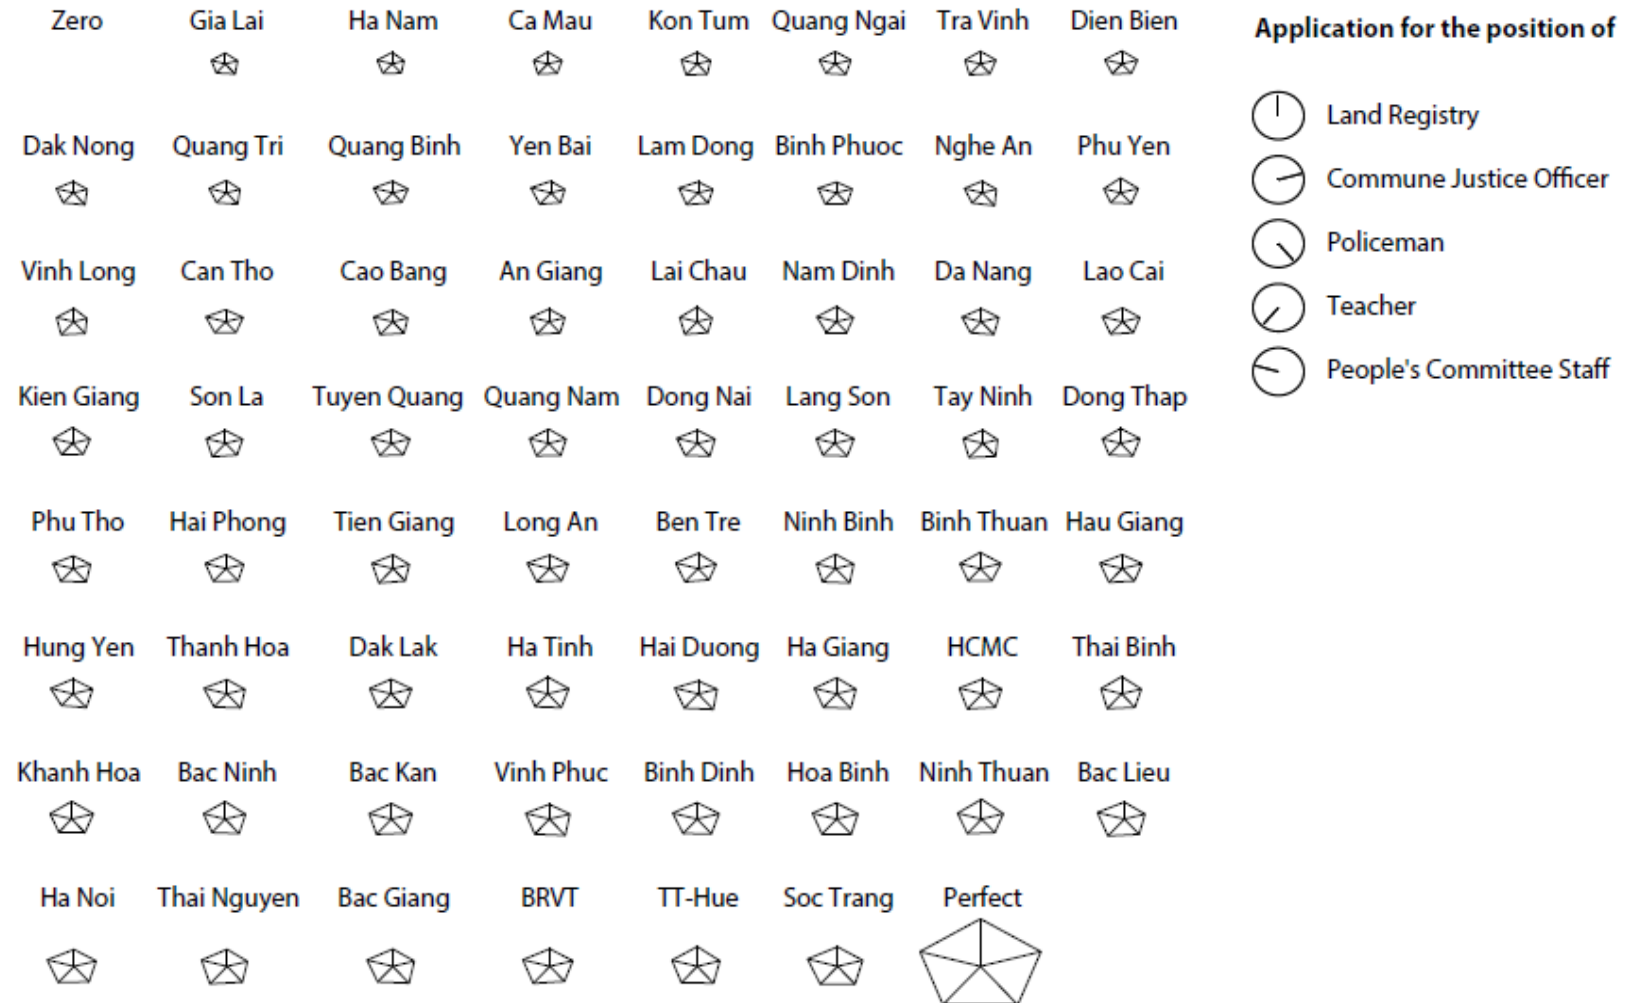 Zero Gia Lai Ha Nam Ca Mau Kon Tum Quang Ngai Tra Vinh Dien Bien
Dak Nong Quang Tri Quang Binh Yen Bai Lam Dong Binh Phuoc Nghe An Phu Yen
Vinh Long Can Tho Cao Bang An Giang Lai Chau Nam Dinh Da Nang Lao Cai
Kien Giang Son La Tuyen Quang Quang Nam Dong Nai Lang Son Tay Ninh Dong Thap
Phu Tho Hai Phong Tien Giang Long An Ben Tre Ninh Binh Binh Thuan Hau Giang
Hung Yen Thanh Hoa Dak Lak Ha Tinh Hai Duong Ha Giang HCMC Thai Binh
Khanh Hoa Bac Ninh Bac Kan Vinh Phuc Binh Dinh Hoa Binh Ninh Thuan Bac Lieu
Ha Noi Thai Nguyen Bac Giang BRVT TT-Hue Soc Trang Perfect
Application for the position of
Land Registry
Commune Justice Officer
Policeman
Teacher
People's Committee Staff